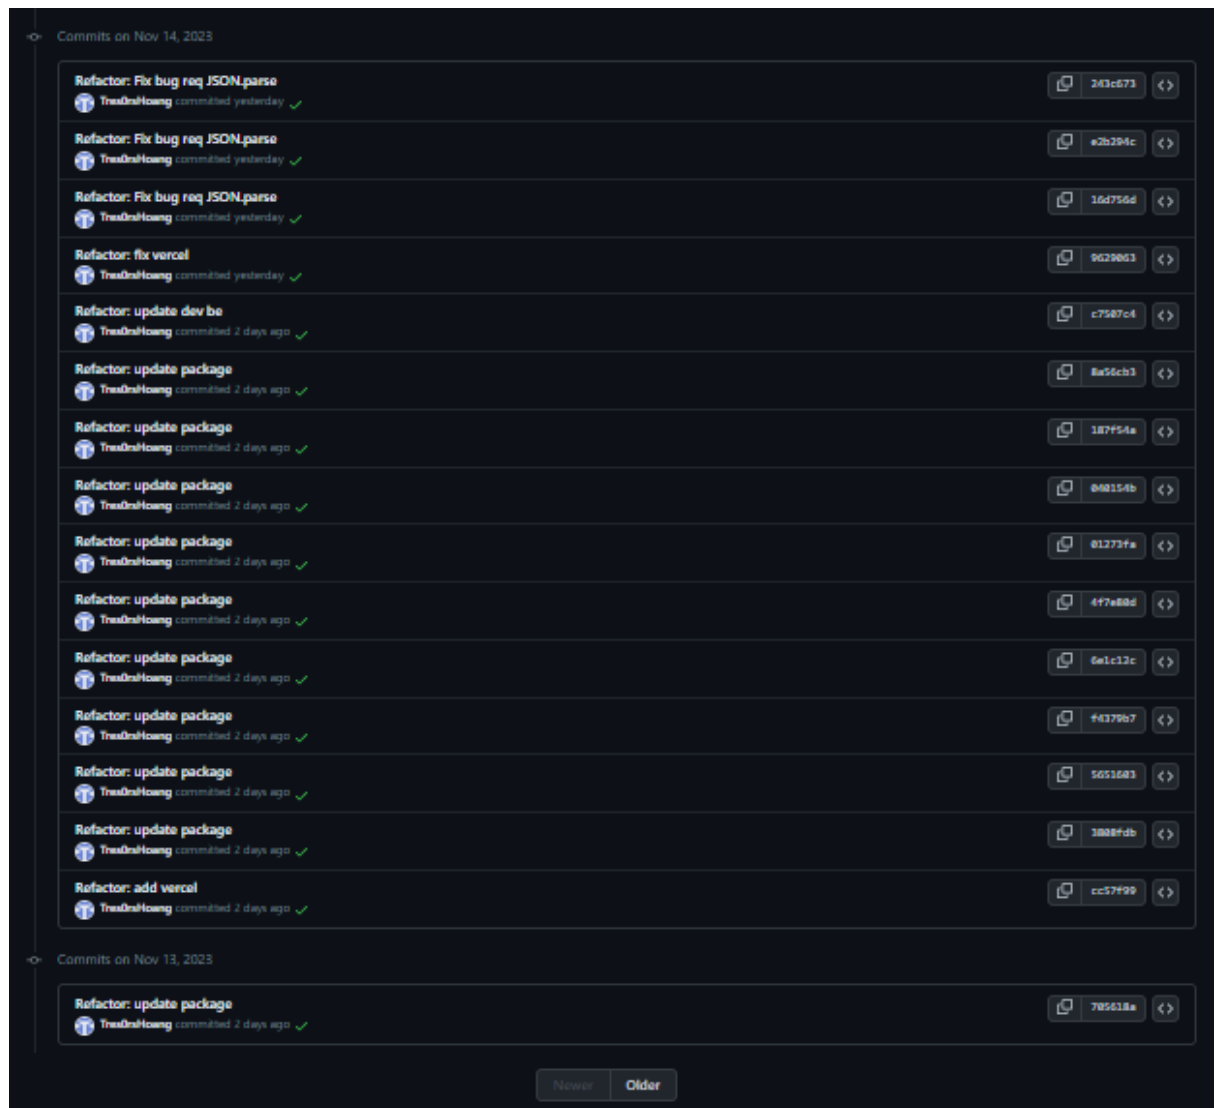 Commits on Nov 14, 2023
Refactor: Fix bug req JSON.parse
243c673
committed yesterday
Refactor: Fix bug req JSON.parse
e2b294c
committed yesterday
Refactor: Fix bug req JSON.parse
16d756d
committed yesterday
Refactor: fix vercel
9629063
committed yesterday
Refactor: update dev be
c7507c4
committed 2 days ago
Refactor: update package
8a56cb3
committed 2 days ago
Refactor: update package
187f54a
committed 2 days ago
Refactor: update package
040154b
committed 2 days ago
Refactor: update package
01273fa
committed 2 days ago
Refactor: update package
4f7e80d
committed 2 days ago
Refactor: update package
6e1c12c
committed 2 days ago
Refactor: update package
f4379b7
committed 2 days ago
Refactor: update package
5651603
committed 2 days ago
Refactor: update package
committed 2 days ago
Refactor: add vercel
cc57f99
committed 2 days ago
Commits on Nov 13, 2023
Refactor: update package
705618a
committed 2 days ago
Newer
Older